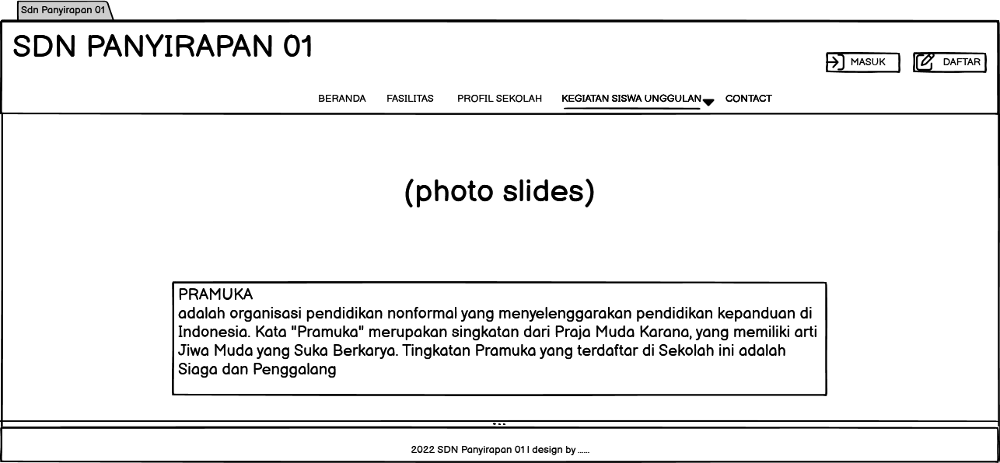 Sdn Panyirapan 01
SDN PANYIRAPAN 01
MASUK
DAFTAR
BERANDA
FASILITAS
PROFIL SEKOLAH
KEGIATAN SISWA UNGGULAN
CONTACT
(photo slides)
PRAMUKA
adalah organisasi pendidikan nonformal yang menyelenggarakan pendidikan kepanduan di
Indonesia. Kata "Pramuka" merupakan singkatan dari Praja Muda Karana, yang memiliki arti
Jiwa Muda yang Suka Berkarya. Tingkatan Pramuka yang terdaftar di Sekolah ini adalah
Siaga dan Penggalang
...
2022 SDN Panyirapan 01 I design by ......